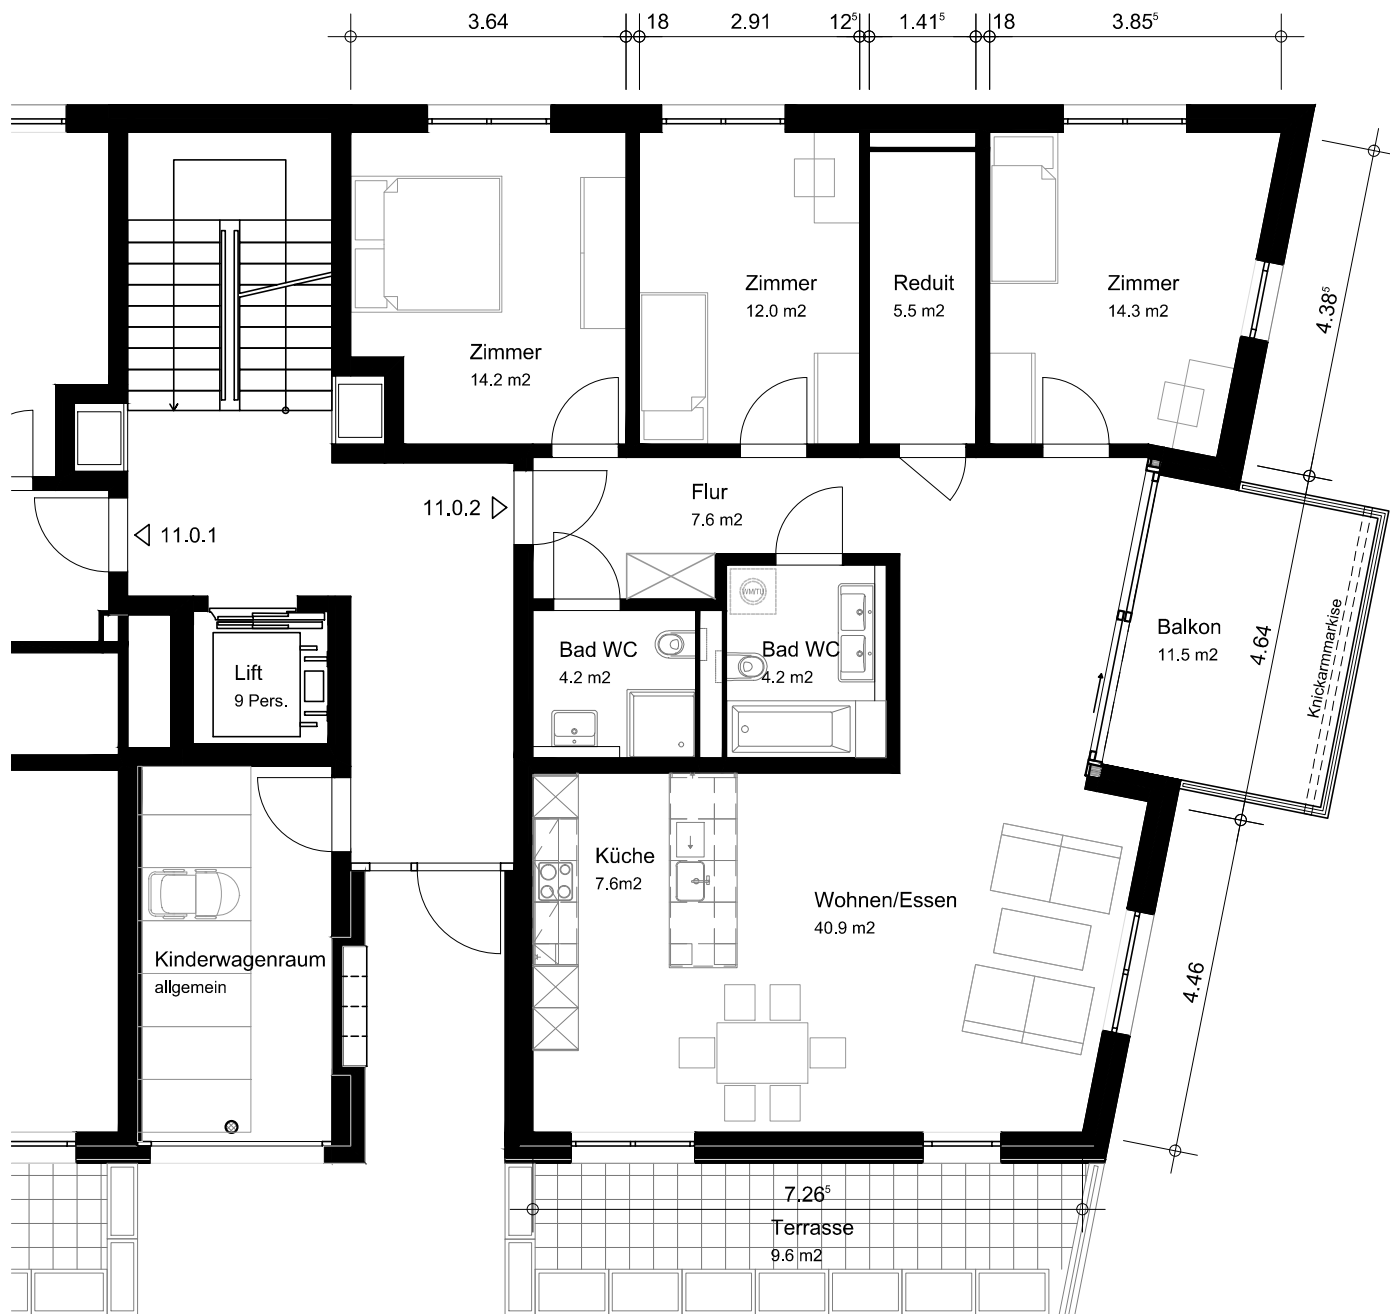 3.64
18
2.91
12⁵
1.41⁵
18
3.85⁵
4.38⁵
Zimmer
12.0 m2
Reduit
5.5 m2
Zimmer
14.3 m2
Zimmer
14.2 m2
Flur
7.6 m2
11.0.2
11.0.1
WM/TU
Bad WC
4.2 m2
Bad WC
4.2 m2
Balkon
11.5 m2
4.64
Knickarmmarkise
Lift
9 Pers.
Küche
7.6m2
Wohnen/Essen
40.9 m2
4.46
Kinderwagenraum
allgemein
7.26⁵
Terrasse
9.6 m2